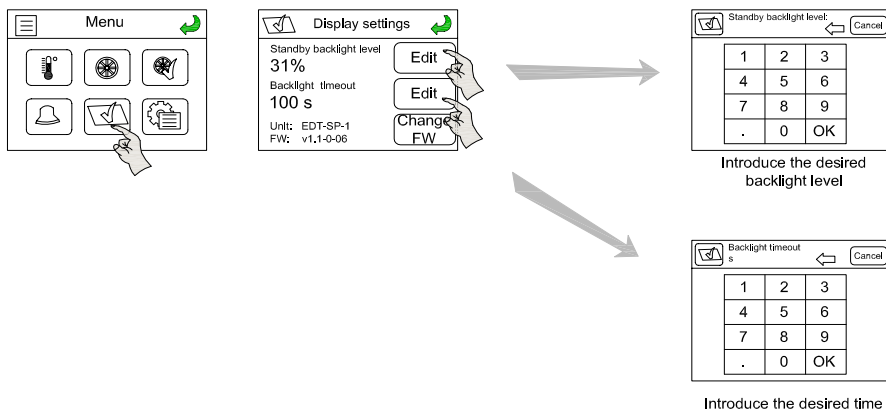 Menu
Display settings
Standby backlight level
31%
Edit
Backlight timeout
100 s
Edit
Unit: EDT-SP-1
FW: v1.1-0-06
Change
FW
Standby backlight level:
Cancel
1 2 3
4 5 6
7 8 9
. 0 OK
Introduce the desired
backlight level
Backlight timeout
s
Cancel
1 2 3
4 5 6
7 8 9
. 0 OK
Introduce the desired time